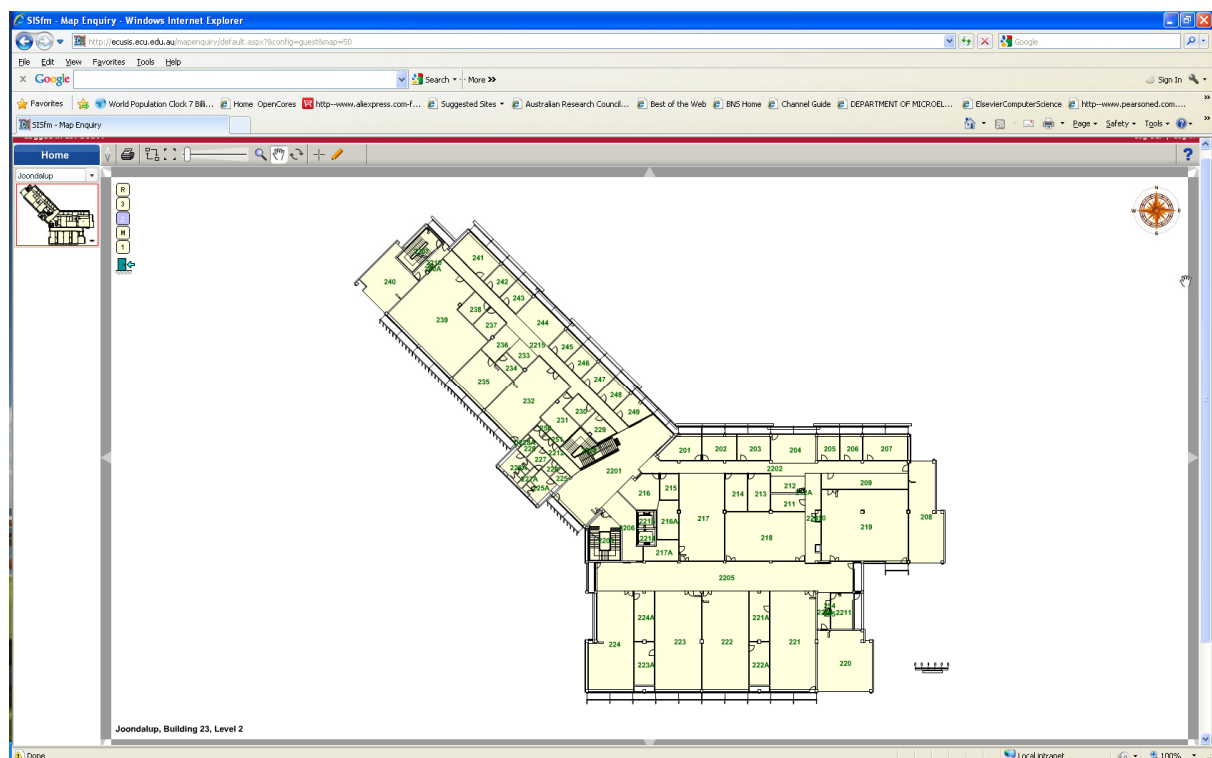 SISfm - Map Enquiry - Windows Internet Explorer
http://ecusis.ecu.edu.au/mapenquiry/default.aspx?&config=guest&map=50
Google
File Edit View Favorites Tools Help
x Google Search More >> Sign In
Favorites World Population Clock 7 Billi... Home OpenCores http--www.aliexpress.com-f... Suggested Sites Australian Research Council... Best of the Web BNS Home Channel Guide DEPARTMENT OF MICROEL... ElsevierComputerScience http--www.pearsoned.com....
SISfm - Map Enquiry Page Safety Tools
Home
Joondalup
R
3
M
1
241
240
242
243
238
239
237
244
236
2215
245
233
246
234
235
247
248
232
230
249
231
229
201 202 203 204 205 206 207
227
2201
2202
225A
216 215 214 213 212 209
211
216A 217 218 219 208
2206
217A
2205
224A 221A 2211
224 223 222 221
223A 222A 220
Joondalup, Building 23, Level 2
Done Local intranet 100%